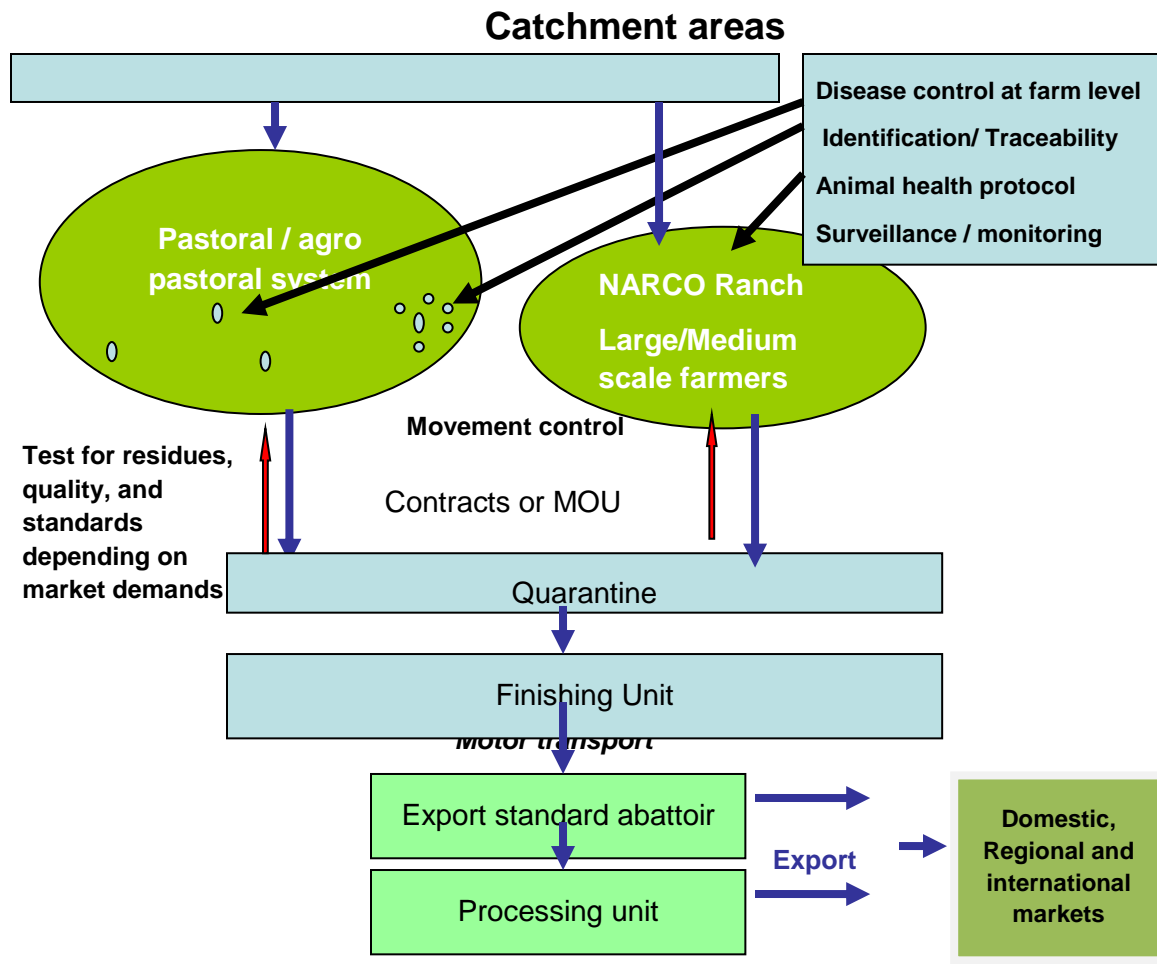 Catchment areas
Disease control at farm level
Identification/ Traceability
Animal health protocol
Surveillance / monitoring
Pastoral / agro
pastoral system
NARCO Ranch
Large/Medium
scale farmers
Movement control
Test for residues,
quality, and
standards
depending on
market demands
Contracts or MOU
Quarantine
Finishing Unit
Motor transport
Export standard abattoir
Export
Processing unit
Domestic,
Regional and
international
markets